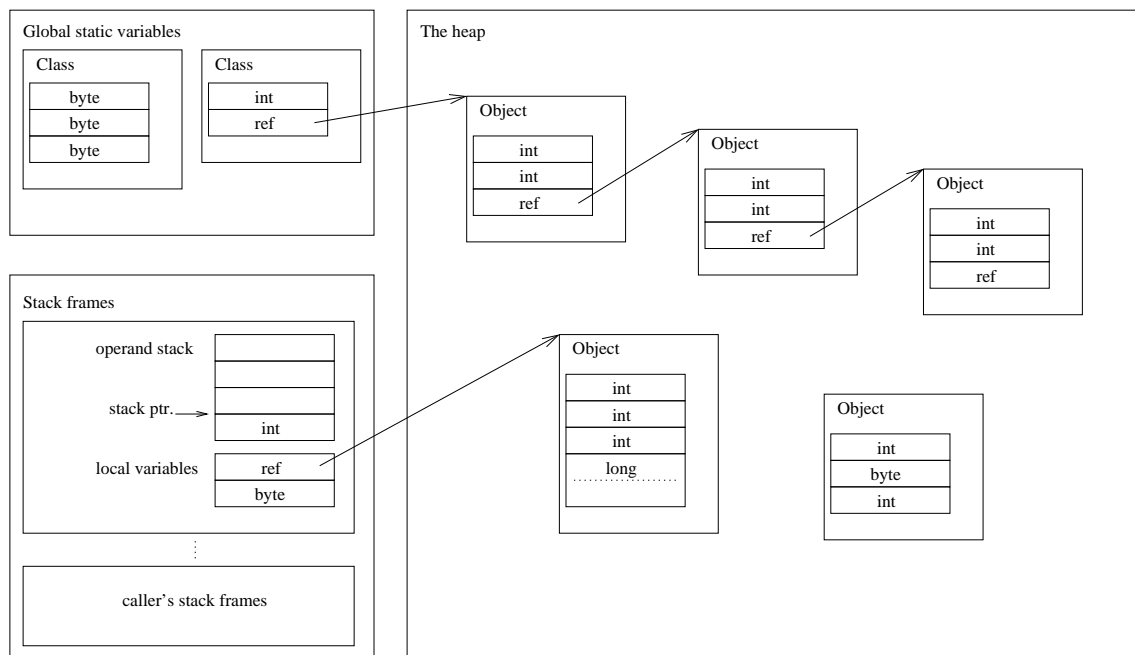 Global static variables
Class
byte
byte
byte
Class
int
ref
Stack frames
operand stack
stack ptr.
int
local variables
ref
byte
caller's stack frames
The heap
Object
int
int
ref
Object
int
int
ref
Object
int
int
ref
Object
int
int
int
long
Object
int
byte
int